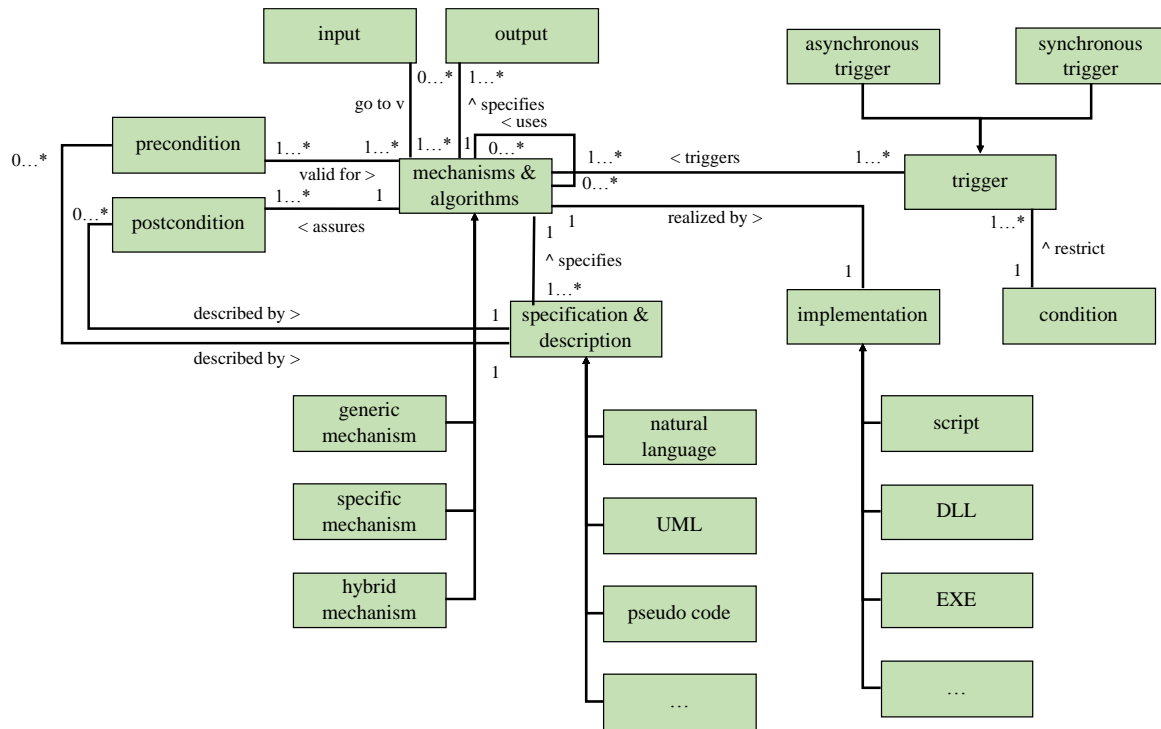 input
output
asynchronous
trigger
synchronous
trigger
0…*
1…*
go to v
^ specifies
< uses
precondition
0…*
1…*
1…*
1…*
1
0…*
1…*
< triggers
1…*
valid for >
mechanisms &
algorithms
0…*
trigger
postcondition
0…*
1…*
1
< assures
1
1
realized by >
1…*
^ specifies
^ restrict
1…*
1
1
described by >
1
specification &
description
implementation
condition
described by >
1
generic
mechanism
natural
language
script
specific
mechanism
UML
DLL
hybrid
mechanism
pseudo code
EXE
…
…